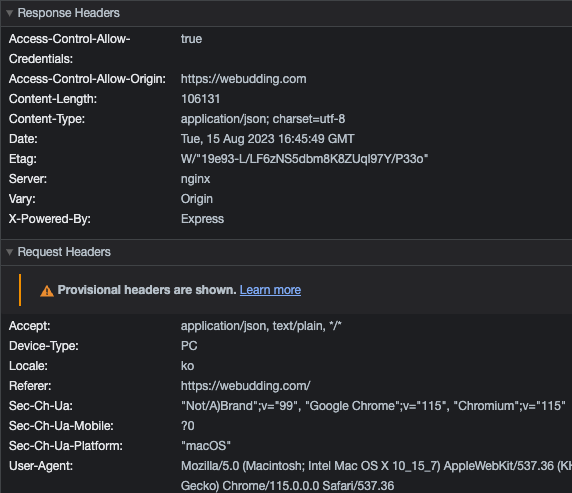 Response Headers
Access-Control-Allow- true
Credentials:
Access-Control-Allow-Origin: https://webudding.com
Content-Length: 106131
Content-Type: application/json; charset=utf-8
Date: Tue, 15 Aug 2023 16:45:49 GMT
Etag: W/"19e93-L/LF6zNS5dbm8K8ZUqI97Y/P33o"
Server: nginx
Vary: Origin
X-Powered-By: Express
Request Headers
Provisional headers are shown. Learn more
Accept: application/json, text/plain, */*
Device-Type: PC
Locale: ko
Referer: https://webudding.com/
Sec-Ch-Ua: "Not/A)Brand";v="99", "Google Chrome";v="115", "Chromium";v="115"
Sec-Ch-Ua-Mobile: ?0
Sec-Ch-Ua-Platform: "macOS"
User-Agent: Mozilla/5.0 (Macintosh; Intel Mac OS X 10_15_7) AppleWebKit/537.36 (KH
Gecko) Chrome/115.0.0.0 Safari/537.36